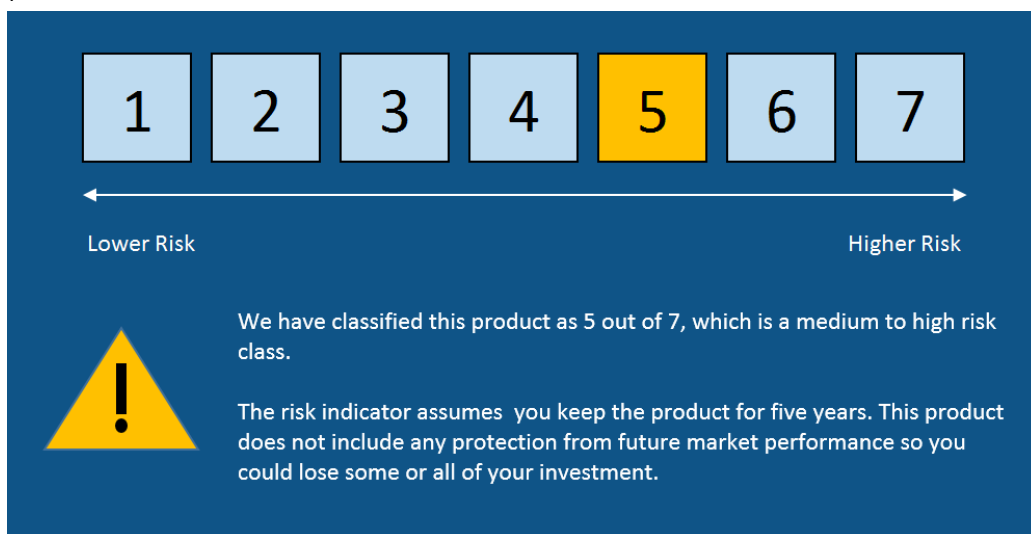 1 2 3 4 5 6 7
Lower Risk Higher Risk
We have classified this product as 5 out of 7, which is a medium to high risk
class.
!
The risk indicator assumes  you keep the product for five years. This product
does not include any protection from future market performance so you
could lose some or all of your investment.